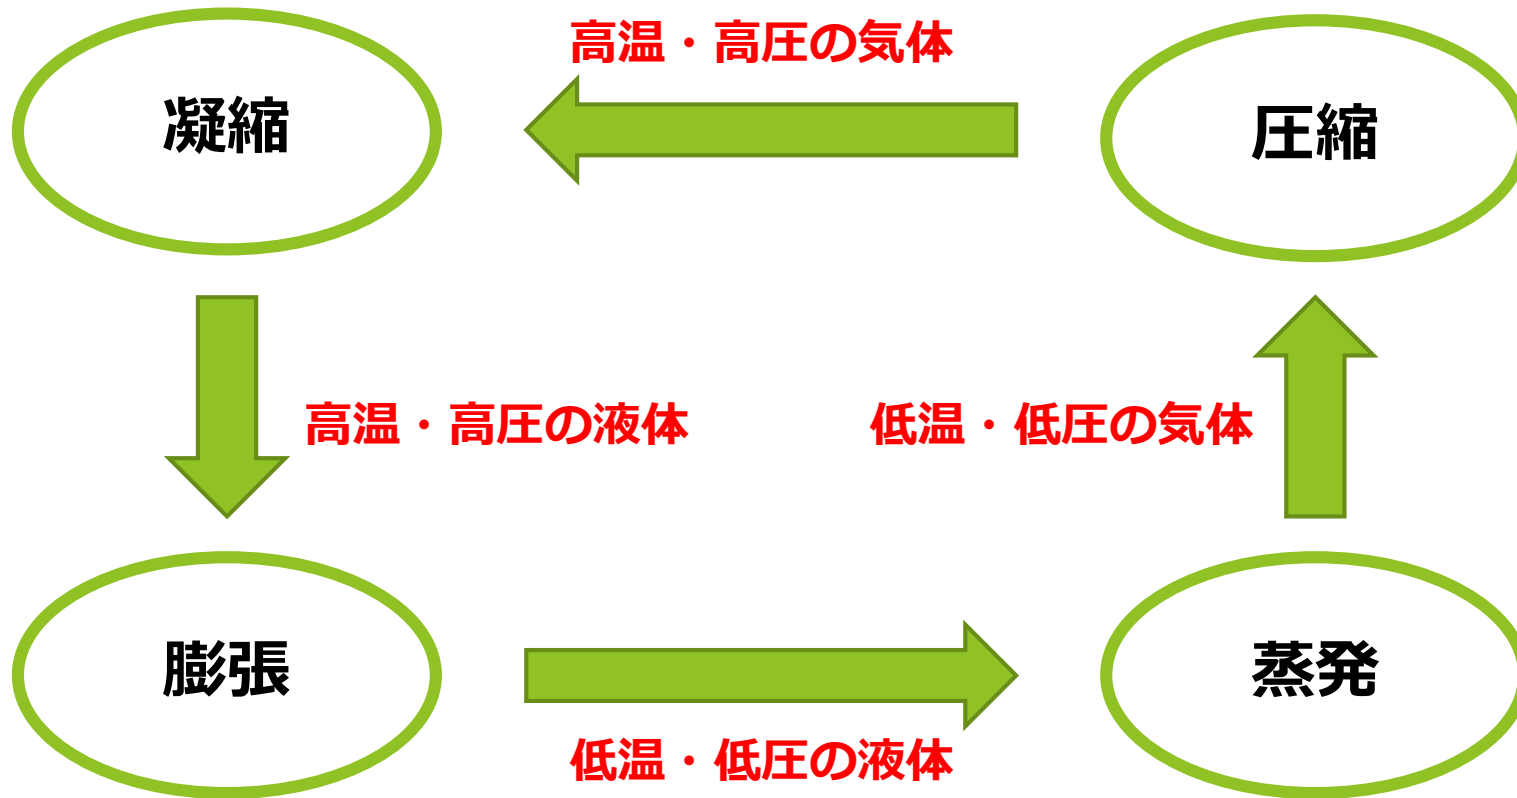 高温・高圧の気体
凝縮
圧縮
高温・高圧の液体
低温・低圧の気体
膨張
蒸発
低温・低圧の液体